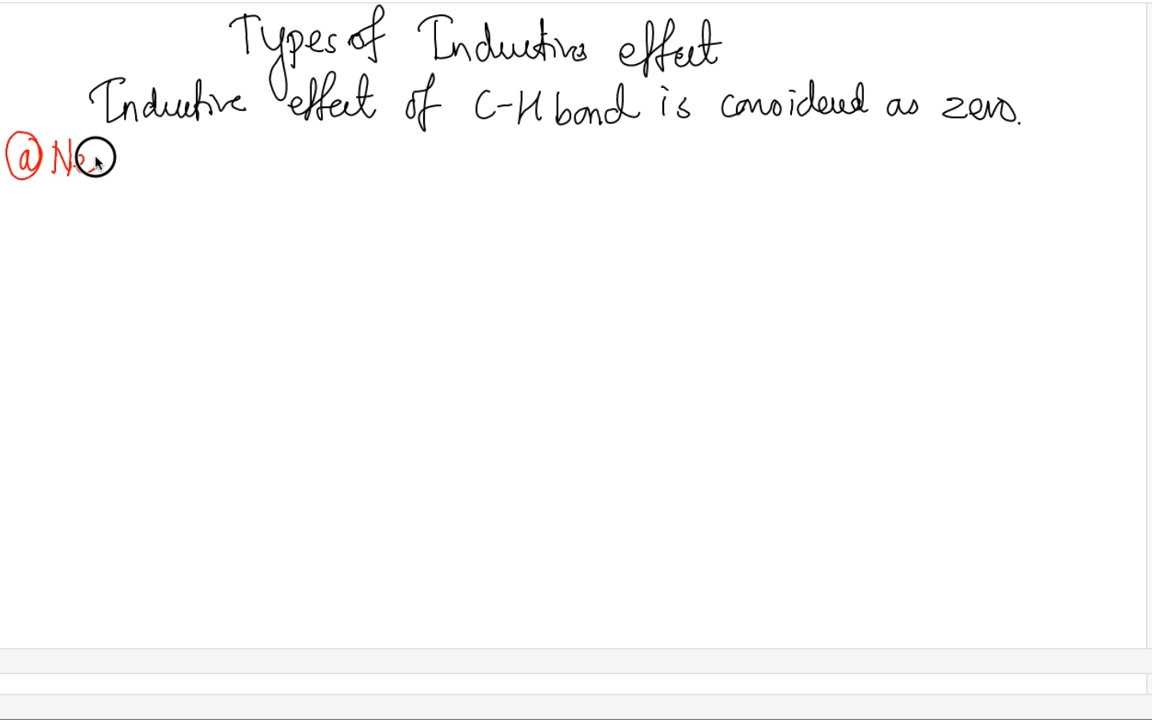 Types of Inductive effect
Inductive effect of C-H bond is considered as zero.
ⓐ Ne